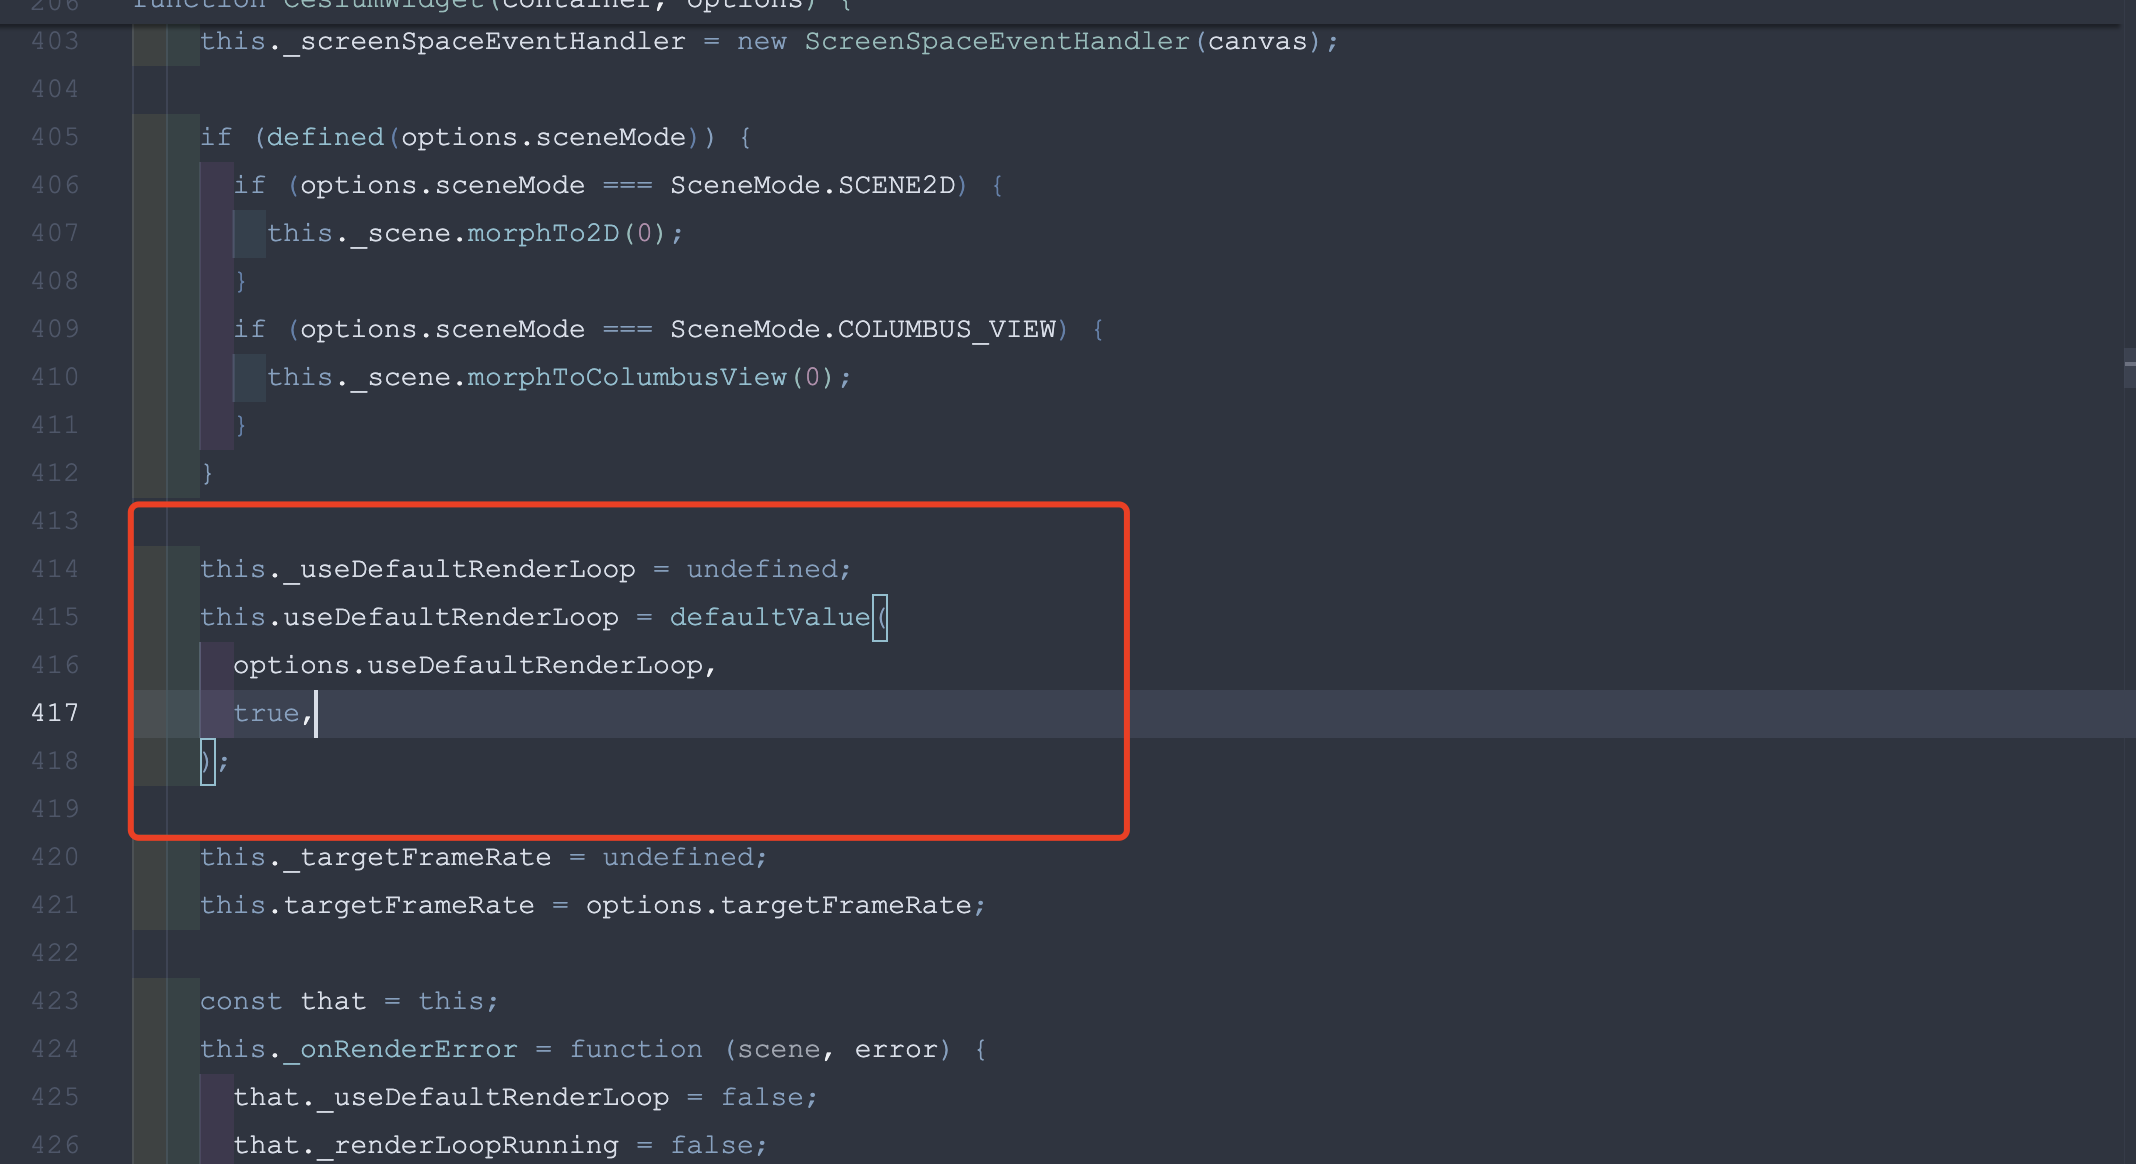 206 function CesiumWidget(container, options) {
403 this._screenSpaceEventHandler = new ScreenSpaceEventHandler(canvas);
404
405 if (defined(options.sceneMode)) {
406 if (options.sceneMode === SceneMode.SCENE2D) {
407 this._scene.morphTo2D(0);
408 }
409 if (options.sceneMode === SceneMode.COLUMBUS_VIEW) {
410 this._scene.morphToColumbusView(0);
411 }
412 }
413
414 this._useDefaultRenderLoop = undefined;
415 this.useDefaultRenderLoop = defaultValue(
416 options.useDefaultRenderLoop,
417 true,
418 );
419
420 this._targetFrameRate = undefined;
421 this.targetFrameRate = options.targetFrameRate;
422
423 const that = this;
424 this._onRenderError = function (scene, error) {
425 that._useDefaultRenderLoop = false;
426 that._renderLoopRunning = false;